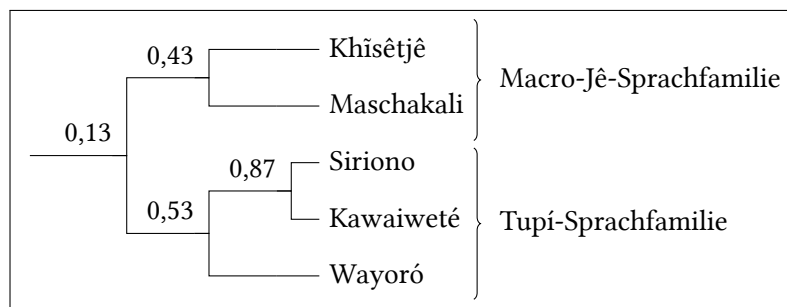 0,43
Khĩsêtjê
Maschakali
Macro-Jê-Sprachfamilie
0,13
0,87
Siriono
0,53
Kawaiweté
Tupí-Sprachfamilie
Wayoró